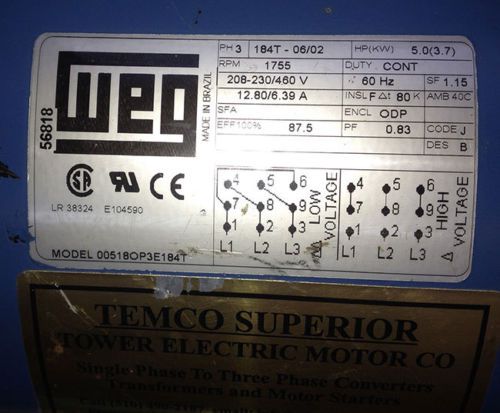 PH 3 184T - 06/02 HP(KW) 5.0(3.7)
RPM 1755 DUTY CONT
208-230/460 V 60 Hz SF 1.15
12.80/6.39 A INSL F Δt 80 K AMB 40C
SFA ENCL ODP
EFF100% 87.5 PF 0.83 CODE J
DES B
56818
WEG
MADE IN BRAZIL
SA
LR 38324
E104590
CE
MODEL 00518OP3E184T
4 5 6
7 8 9
1 2 3
L1 L2 L3
LOW
ΔΔ VOLTAGE
4 5 6
7 8 9
1 2 3
L1 L2 L3
HIGH
Δ VOLTAGE
TEMCO SUPERIOR
TOWER ELECTRIC MOTOR CO
Single Phase To Three Phase Converters
Transformers and Motor Starters